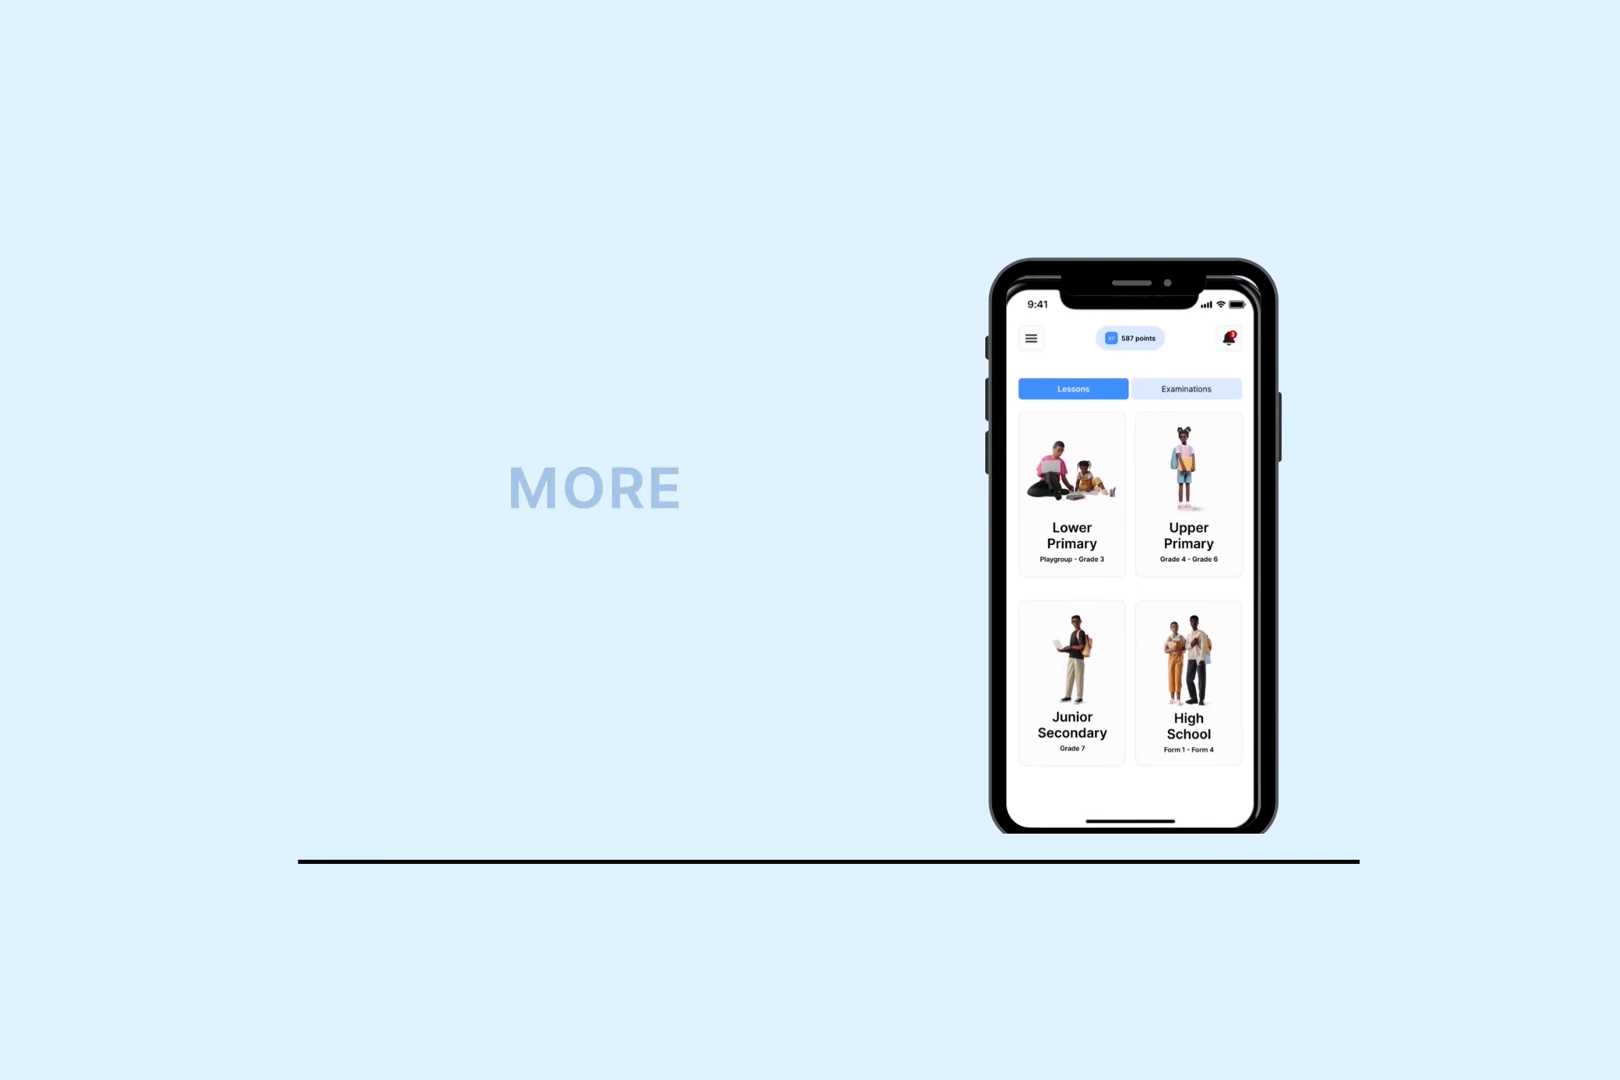 MORE
9:41
587 points
3
Lessons
Examinations
Lower
Primary
Playgroup - Grade 3
Upper
Primary
Grade 4 - Grade 6
Junior
Secondary
Grade 7
High
School
Form 1 - Form 4